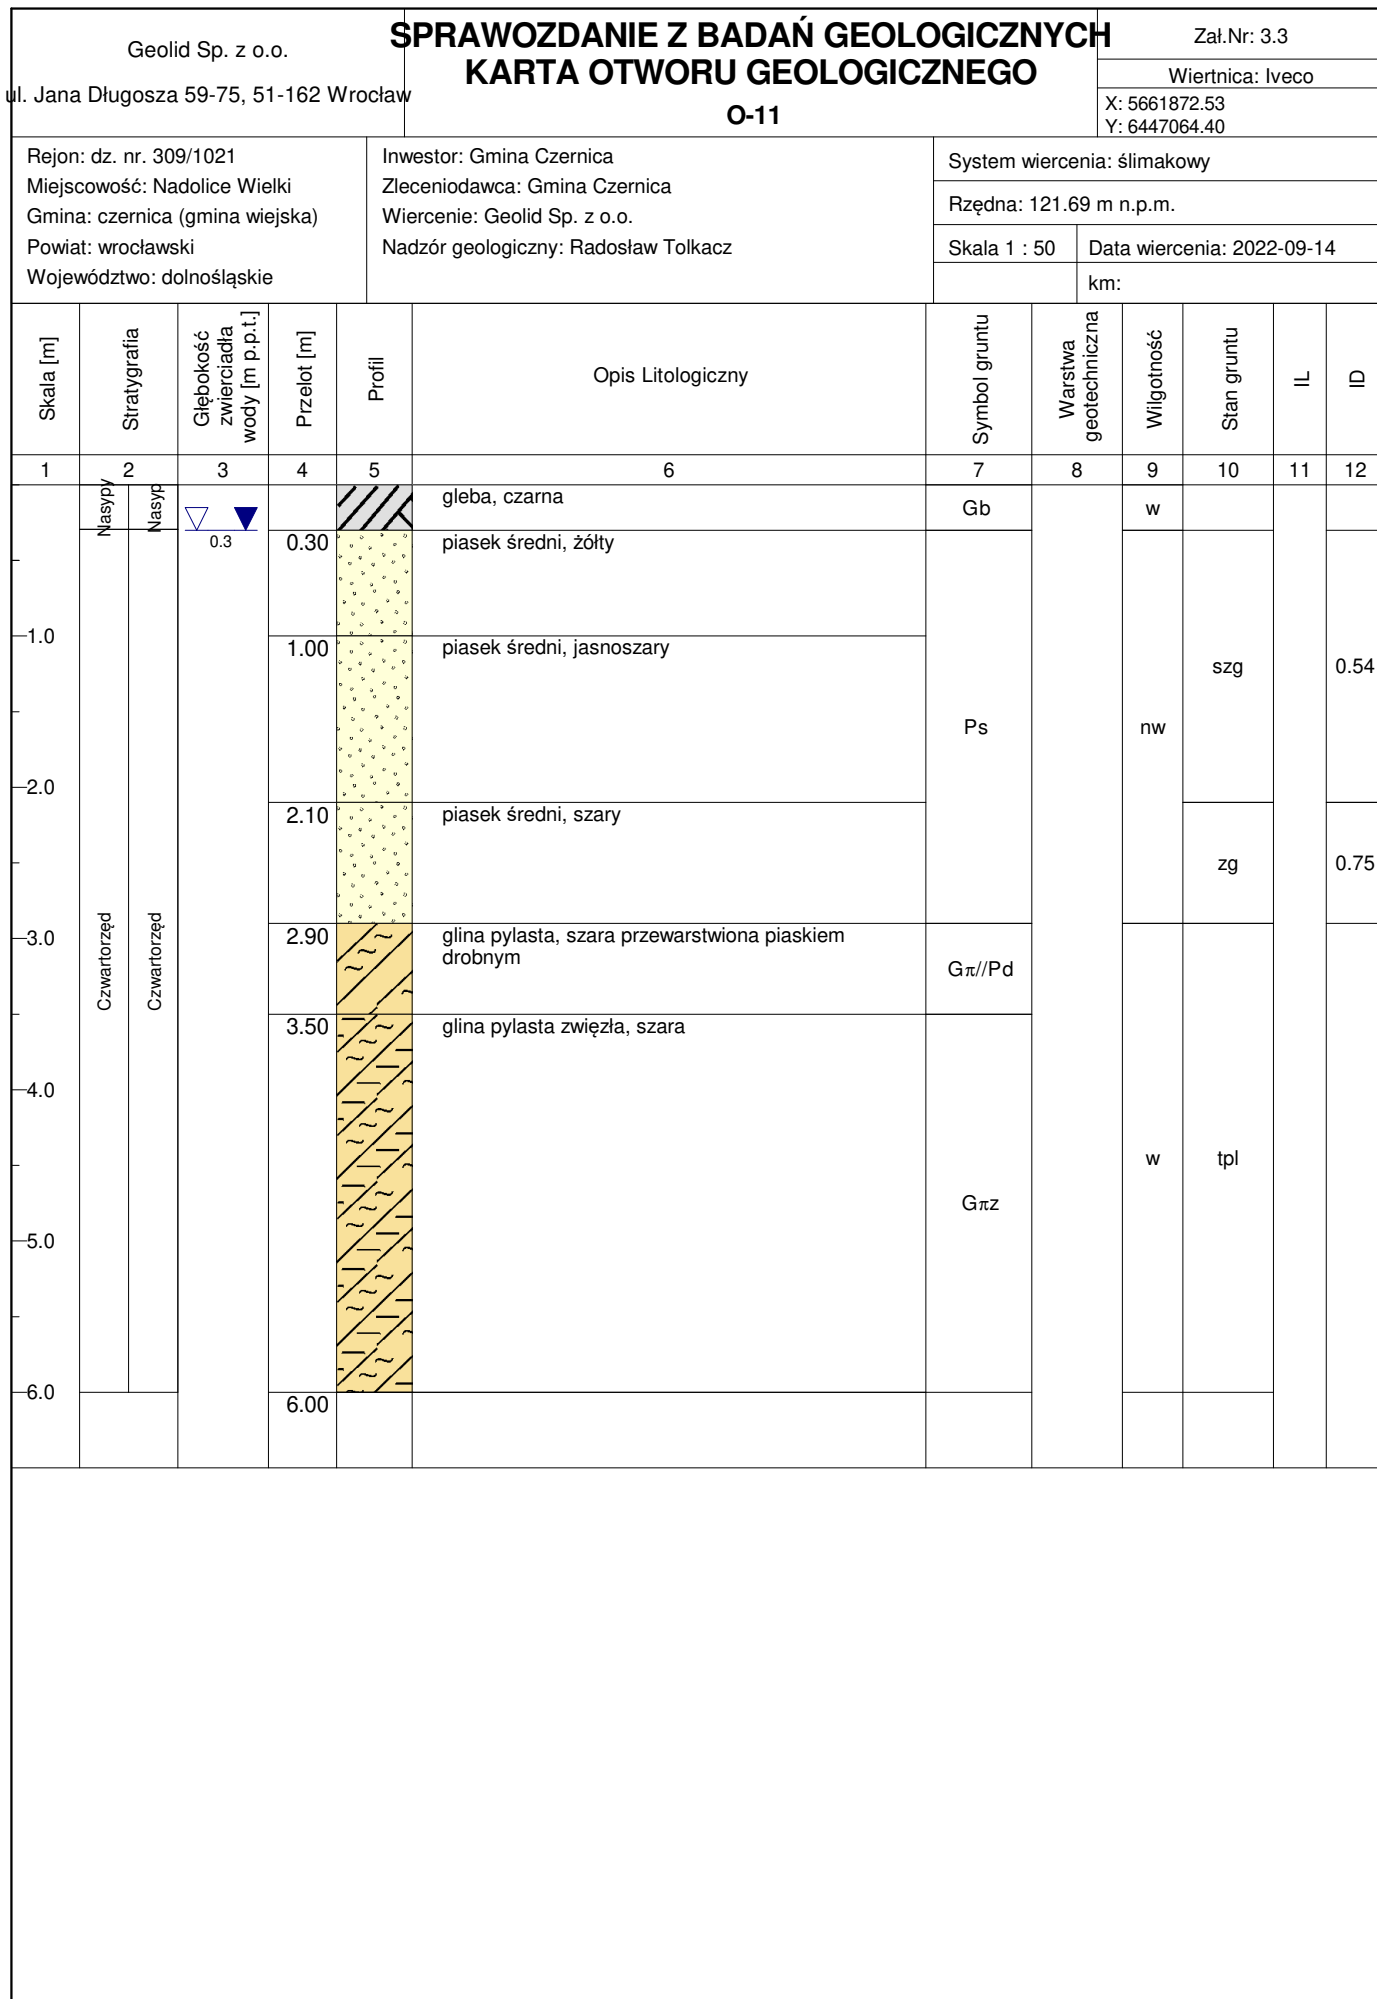 Geolid Sp. z o.o.
ul. Jana Długosza 59-75, 51-162 Wrocław
SPRAWOZDANIE Z BADAŃ GEOLOGICZNYCH
KARTA OTWORU GEOLOGICZNEGO
O-11
Zał.Nr: 3.3
Wiertnica: Iveco
X: 5661872.53
Y: 6447064.40
Rejon: dz. nr. 309/1021
Miejscowość: Nadolice Wielki
Gmina: czernica (gmina wiejska)
Powiat: wrocławski
Województwo: dolnośląskie
Inwestor: Gmina Czernica
Zleceniodawca: Gmina Czernica
Wiercenie: Geolid Sp. z o.o.
Nadzór geologiczny: Radosław Tolkacz
System wiercenia: ślimakowy
Rzędna: 121.69 m n.p.m.
Skala 1 : 50
Data wiercenia: 2022-09-14
km:
Skala [m]
Stratygrafia
Głębokość
zwierciadła
wody [m p.p.t.]
Przelot [m]
Profil
Opis Litologiczny
Symbol gruntu
Warstwa
geotechniczna
Wilgotność
Stan gruntu
IL
ID
1 2 3 4 5 6 7 8 9 10 11 12
Nasypy
Nasyp
gleba, czarna
Gb
w
0.3
0.30
piasek średni, żółty
1.0
1.00
piasek średni, jasnoszary
szg
0.54
Ps
nw
2.0
2.10
piasek średni, szary
zg
0.75
3.0
Czwartorzęd
Czwartorzęd
2.90
glina pylasta, szara przewarstwiona piaskiem
drobnym
Gπ//Pd
3.50
glina pylasta zwięzła, szara
4.0
w
tpl
Gπz
5.0
6.0
6.00